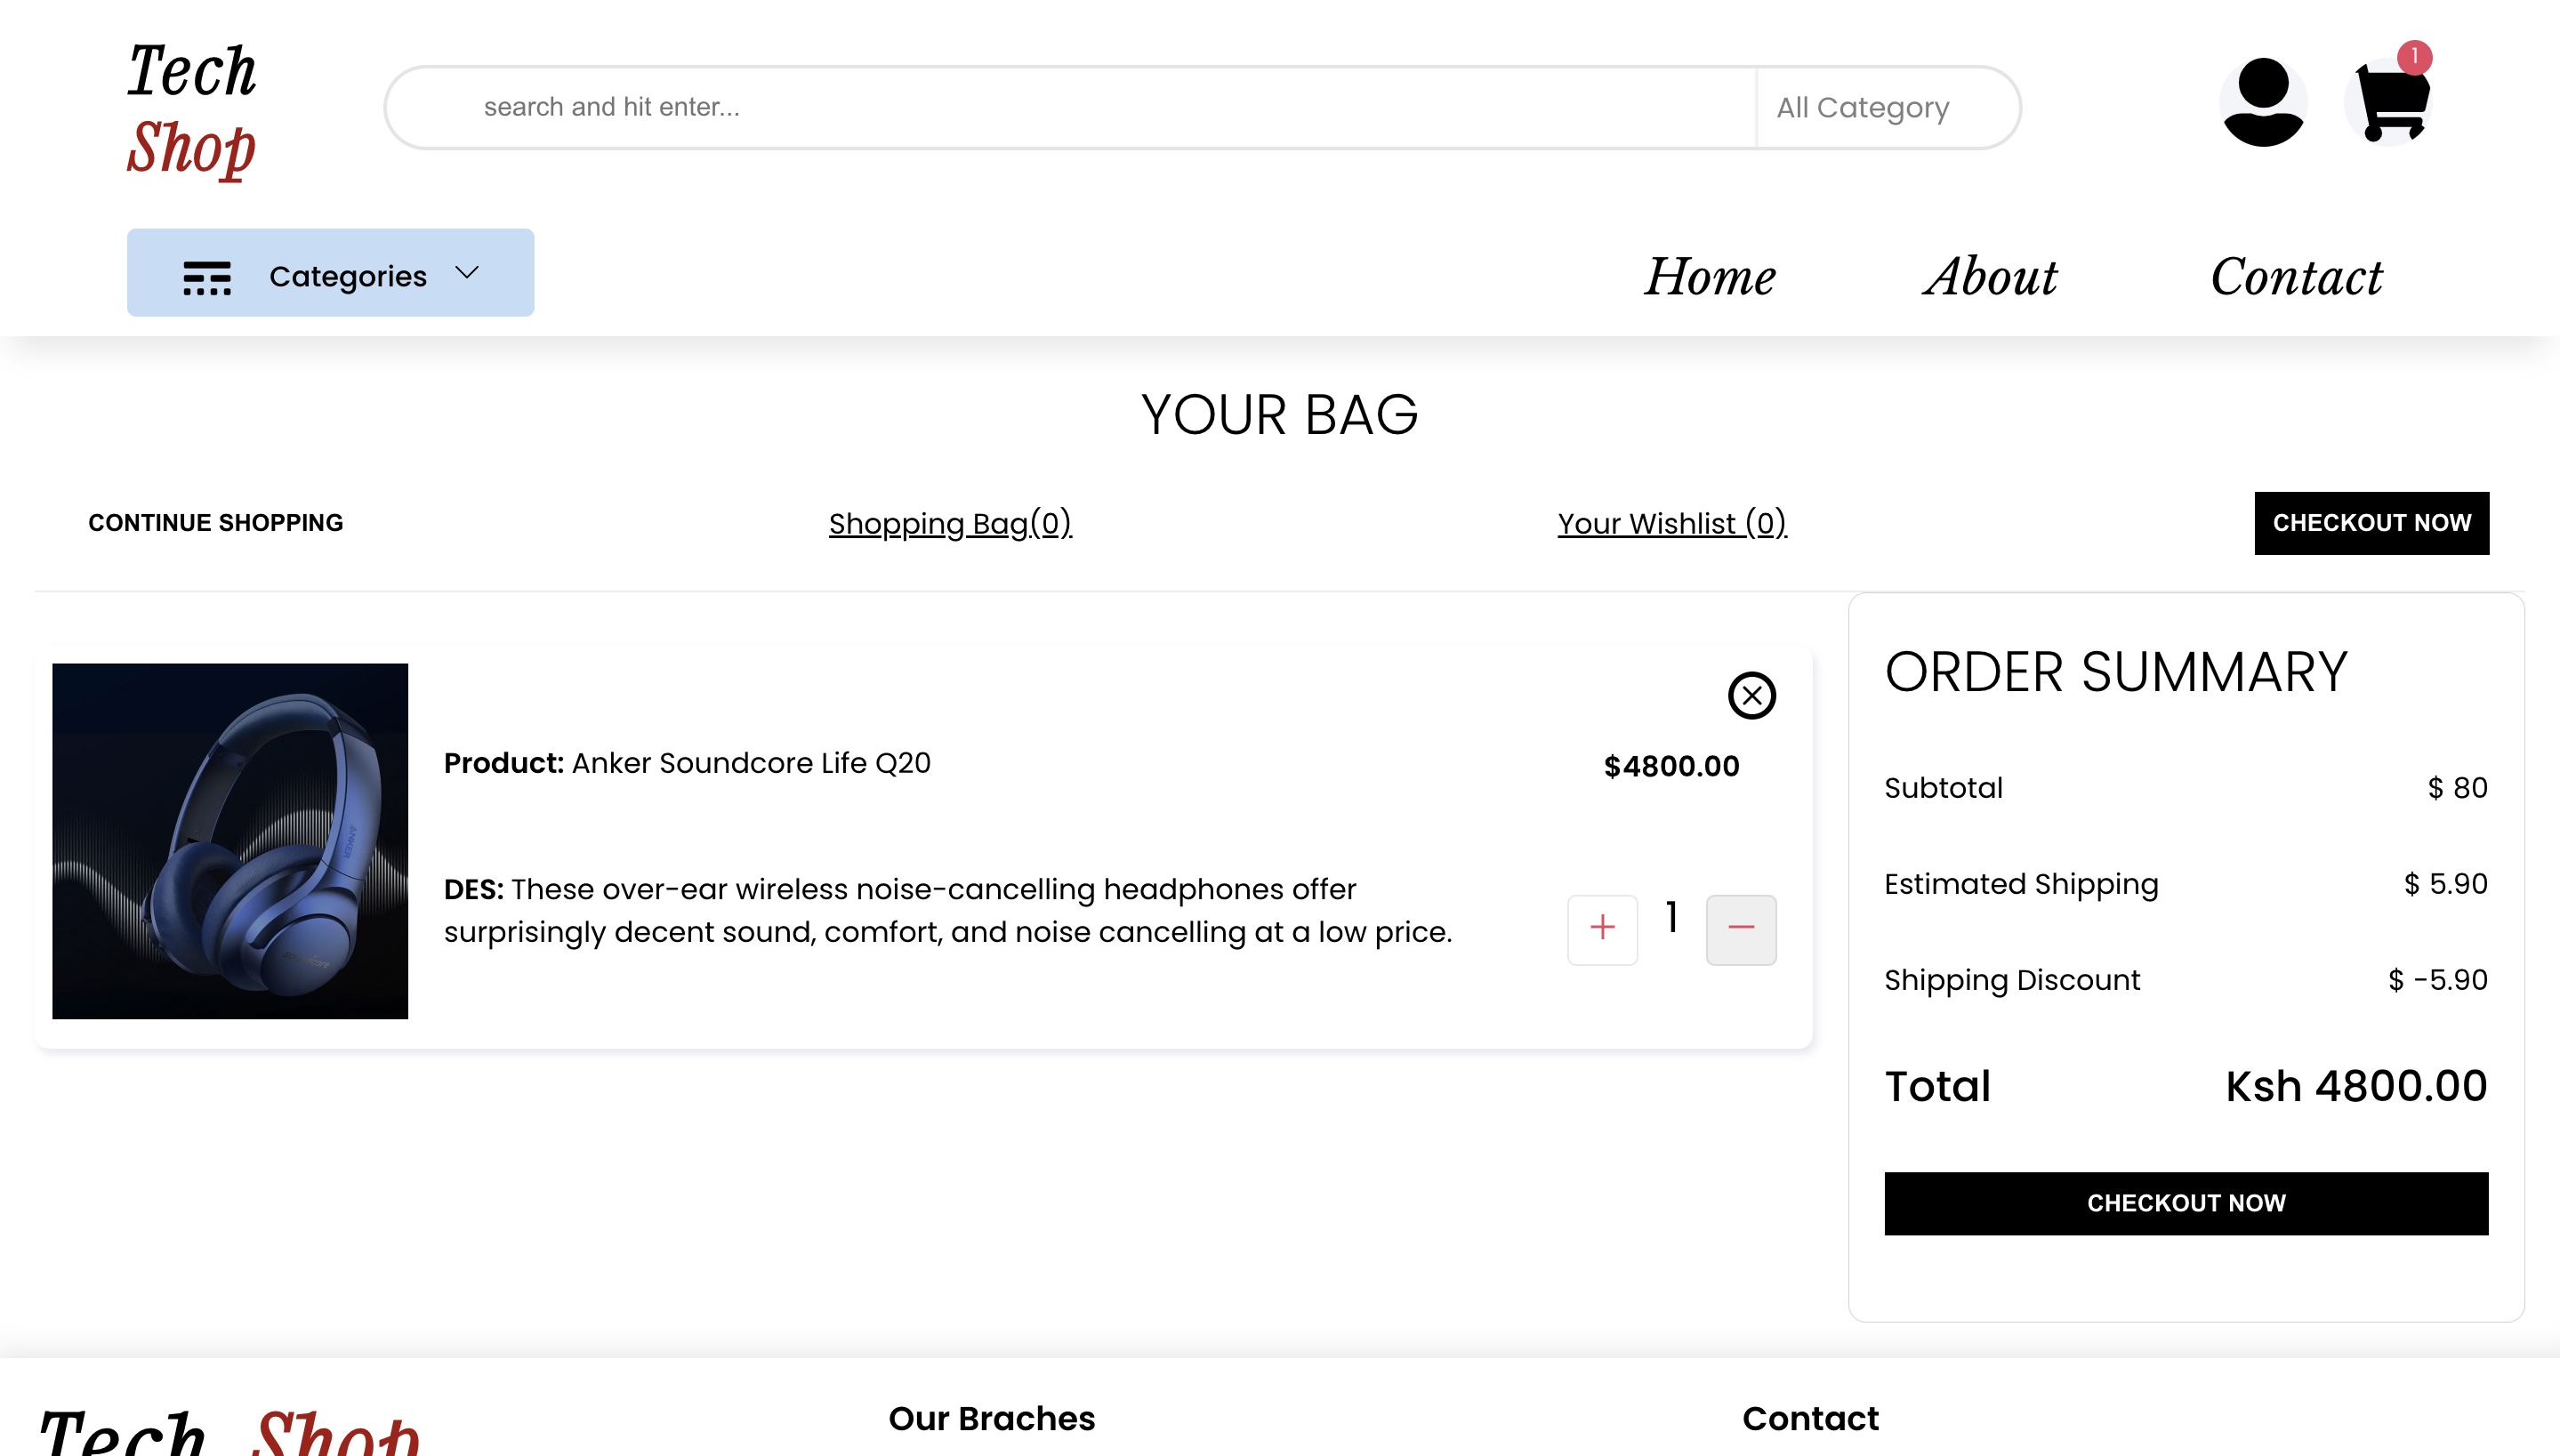 Tech
Shop
search and hit enter...
All Category
1
Categories
Home
About
Contact
YOUR BAG
CONTINUE SHOPPING
Shopping Bag(0)
Your Wishlist (0)
CHECKOUT NOW
Product: Anker Soundcore Life Q20
$4800.00
DES: These over-ear wireless noise-cancelling headphones offer
surprisingly decent sound, comfort, and noise cancelling at a low price.
+ 1 −
ANKER
soundcore
ORDER SUMMARY
Subtotal $ 80
Estimated Shipping $ 5.90
Shipping Discount $ -5.90
Total Ksh 4800.00
CHECKOUT NOW
Tech Shop
Our Braches
Contact